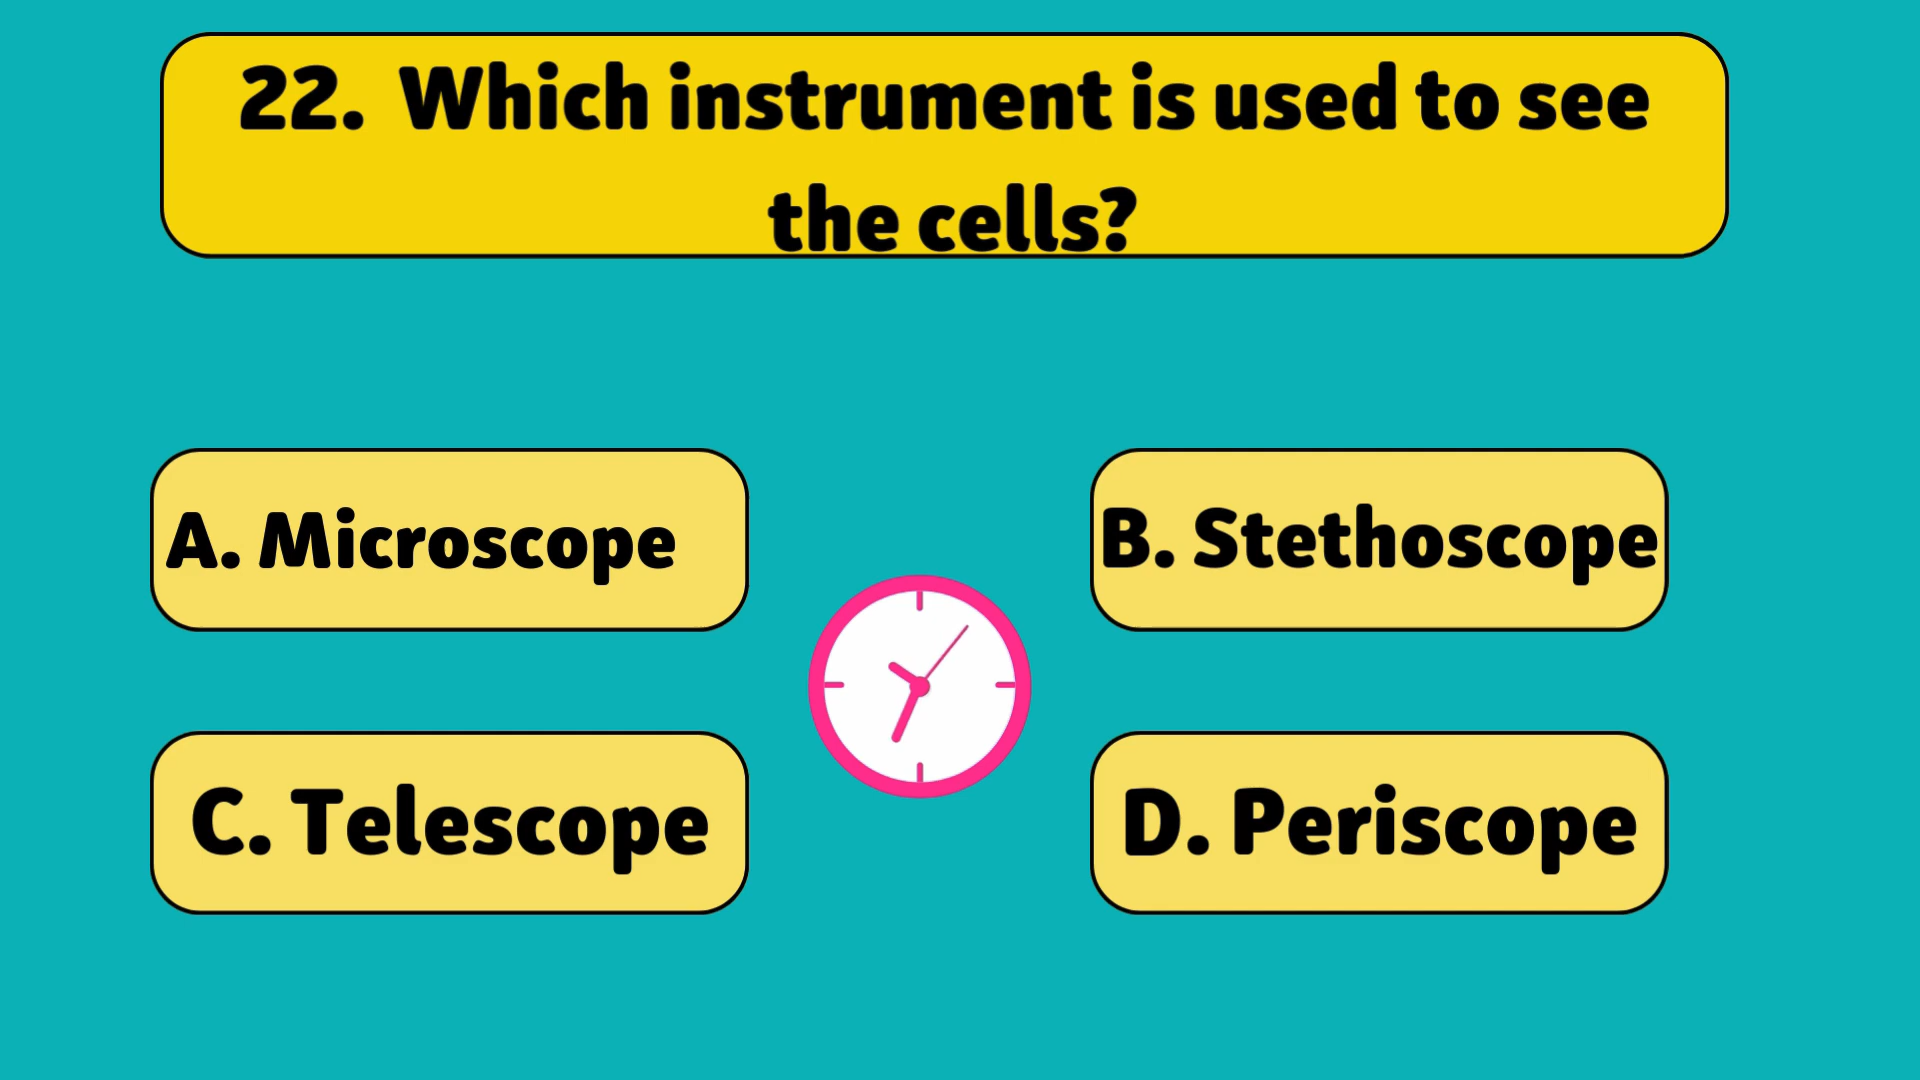 22. Which instrument is used to see
the cells?
A. Microscope
B. Stethoscope
C. Telescope
D. Periscope